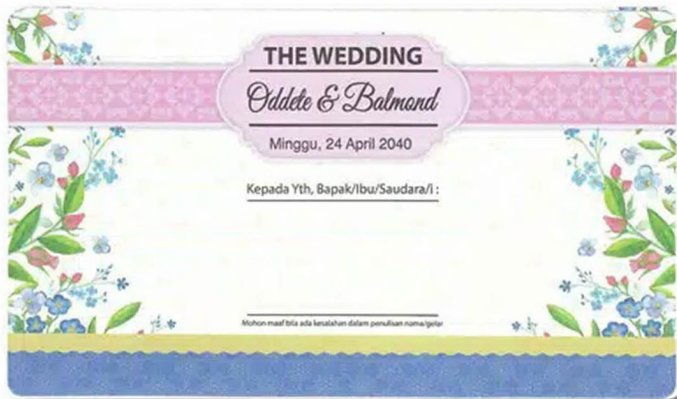 THE WEDDING
Oddete & Balmond
Minggu, 24 April 2040
Kepada Yth, Bapak/Ibu/Saudara/i :
Mohon maaf bila ada kesalahan dalam penulisan nama/gelar